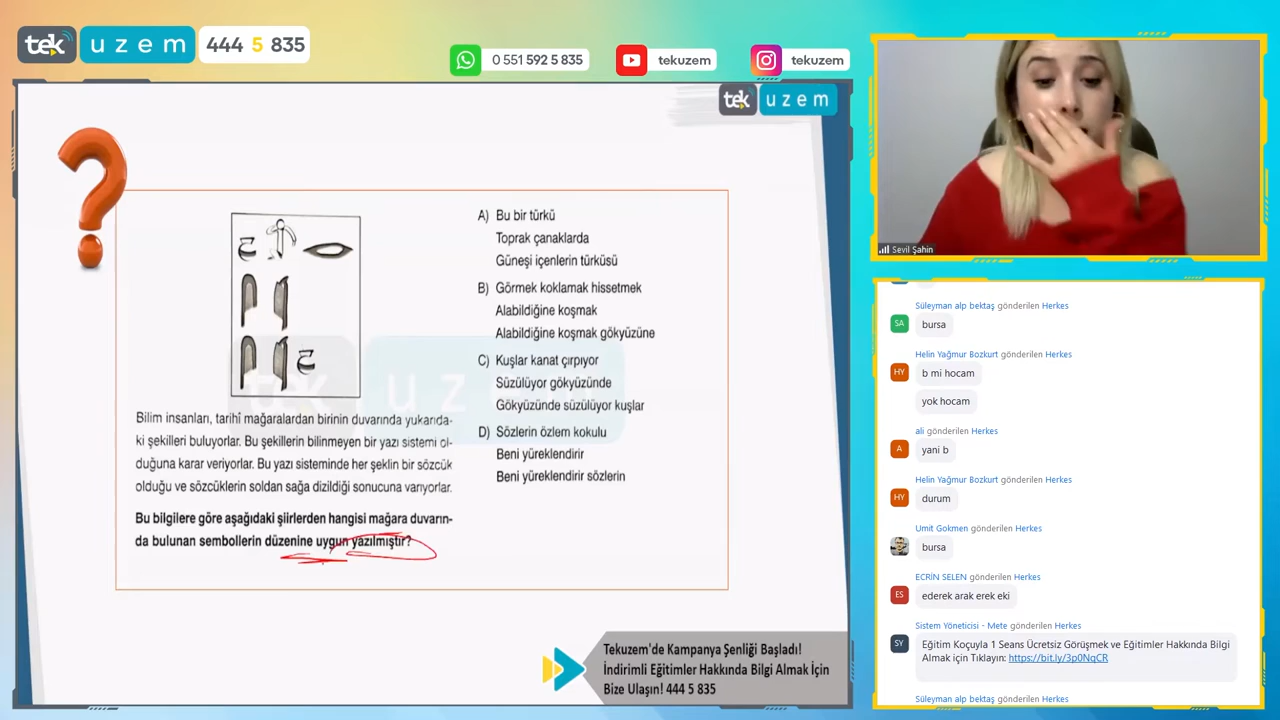 tek uzem 444 5 835
0 551 592 5 835
tekuzem
tekuzem
tek uzem
A) Bu bir türkü
Toprak çanaklarda
Güneşi içenlerin türküsü
B) Görmek koklamak hissetmek
Alabildiğine koşmak
Alabildiğine koşmak gökyüzüne
C) Kuşlar kanat çırpıyor
Süzülüyor gökyüzünde
Gökyüzünde süzülüyor kuşlar
D) Sözlerin özlem kokulu
Beni yüreklendirir
Beni yüreklendirir sözlerin
Bilim insanları, tarihî mağaralardan birinin duvarında yukarıda-
ki şekilleri buluyorlar. Bu şekillerin bilinmeyen bir yazı sistemi ol-
duğuna karar veriyorlar. Bu yazı sisteminde her şeklin bir sözcük
olduğu ve sözcüklerin soldan sağa dizildiği sonucuna varıyorlar.
Bu bilgilere göre aşağıdaki şiirlerden hangisi mağara duvarın-
da bulunan sembollerin düzenine uygun yazılmıştır?
Tekuzem'de Kampanya Şenliği Başladı!
İndirimli Eğitimler Hakkında Bilgi Almak İçin
Bize Ulaşın! 444 5 835
Sevil Şahin
Süleyman alp bektaş gönderilen Herkes
SA bursa
Helin Yağmur Bozkurt gönderilen Herkes
HY b mi hocam
yok hocam
ali gönderilen Herkes
A yani b
Helin Yağmur Bozkurt gönderilen Herkes
HY durum
Umit Gokmen gönderilen Herkes
bursa
ECRİN SELEN gönderilen Herkes
ES ederek arak erek eki
Sistem Yöneticisi - Mete gönderilen Herkes
SY Eğitim Koçuyla 1 Seans Ücretsiz Görüşmek ve Eğitimler Hakkında Bilgi
Almak için Tıklayın: https://bit.ly/3p0NqCR
Süleyman alp bektaş gönderilen Herkes